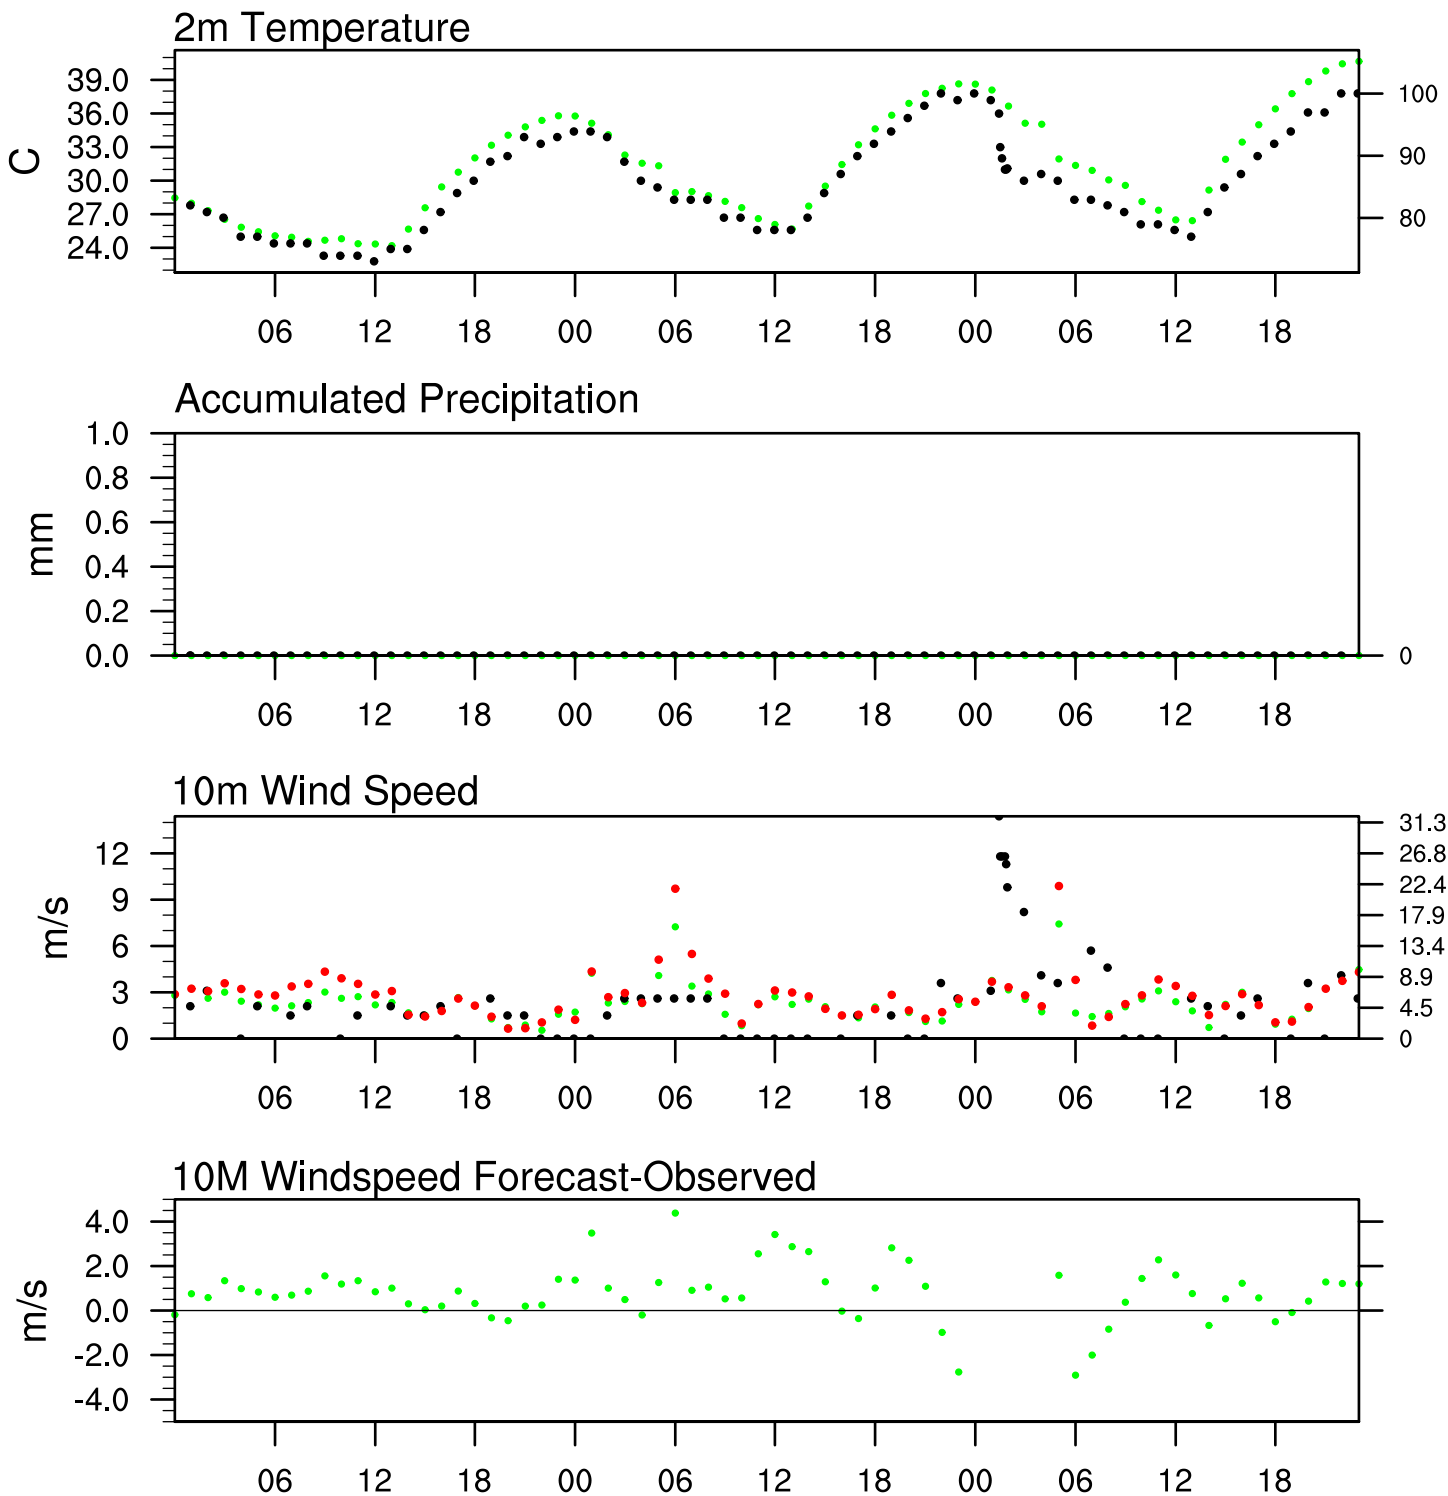 2m Temperature
39.0
36.0
33.0
30.0
27.0
24.0
C
100
90
80
06 12 18 00 06 12 18 00 06 12 18
Accumulated Precipitation
1.0
0.8
0.6
0.4
0.2
0.0
mm
0
06 12 18 00 06 12 18 00 06 12 18
10m Wind Speed
12
9
6
3
0
m/s
31.3
26.8
22.4
17.9
13.4
8.9
4.5
0
06 12 18 00 06 12 18 00 06 12 18
10M Windspeed Forecast-Observed
4.0
2.0
0.0
-2.0
-4.0
m/s
06 12 18 00 06 12 18 00 06 12 18